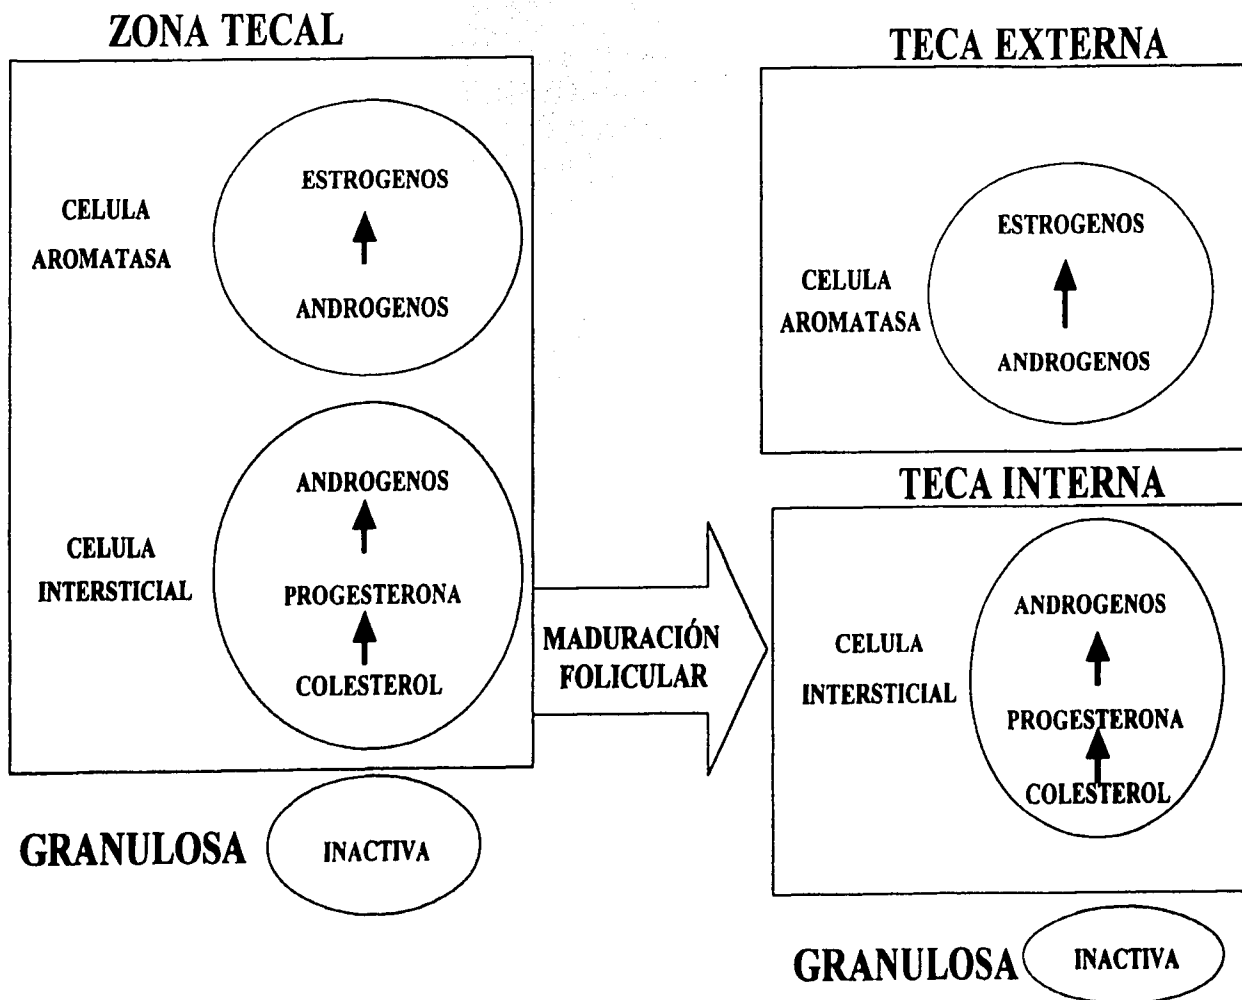 ZONA TECAL
CELULA
AROMATASA
ESTROGENOS
ANDROGENOS
CELULA
INTERSTICIAL
ANDROGENOS
PROGESTERONA
COLESTEROL
GRANULOSA
INACTIVA
MADURACIÓN
FOLICULAR
TECA EXTERNA
CELULA
AROMATASA
ESTROGENOS
ANDROGENOS
TECA INTERNA
CELULA
INTERSTICIAL
ANDROGENOS
PROGESTERONA
COLESTEROL
GRANULOSA
INACTIVA